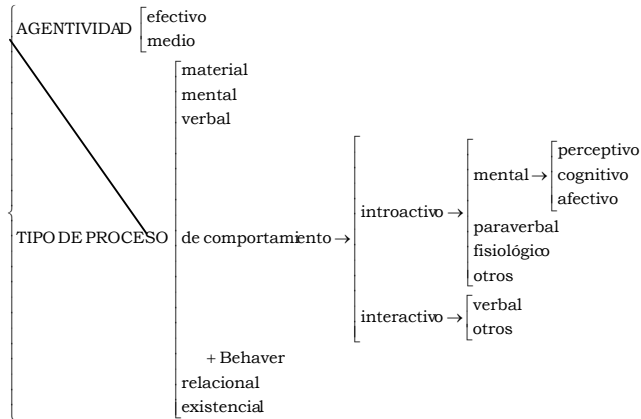 AGENTIVIDAD
efectivo
medio
TIPO DE PROCESO
material
mental
verbal
de comportamiento →
introactivo →
mental →
perceptivo
cognitivo
afectivo
paraverbal
fisiológico
otros
interactivo →
verbal
otros
+ Behaver
relacional
existencial